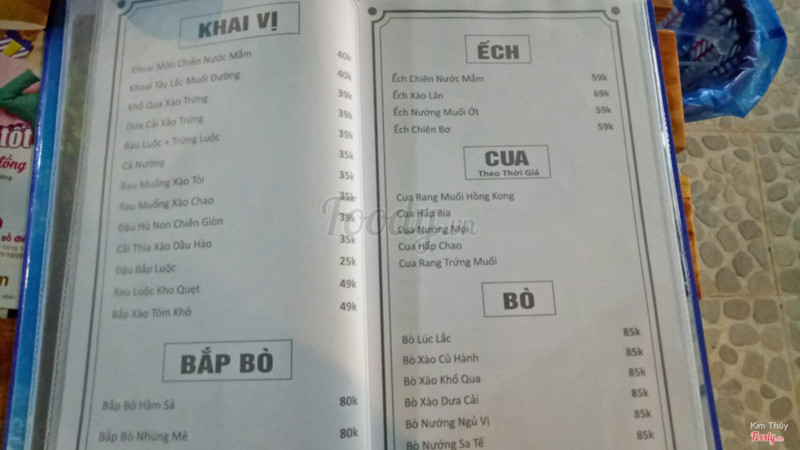 KHAI VỊ
Khoai Môn Chiên Nước Mắm 40k
Khoai Tây Lắc Muối Đường 40k
Khổ Qua Xào Trứng 39k
Dưa Cải Xào Trứng 39k
Rau Luộc + Trứng Luộc 39k
Cà Nướng 35k
Rau Muống Xào Tỏi 35k
Rau Muống Xào Chao 35k
Đậu Hủ Non Chiên Giòn 39k
Cải Thìa Xào Dầu Hào 35k
Đậu Bắp Luộc 25k
Rau Luộc Kho Quẹt 49k
Bắp Xào Tôm Khô 49k
BẮP BÒ
Bắp Bò Hầm Sả 80k
Bắp Bò Nhúng Mẻ 80k
ẾCH
Ếch Chiên Nước Mắm 59k
Ếch Xào Lăn 69k
Ếch Nướng Muối Ớt 59k
Ếch Chiên Bơ 59k
CUA
Theo Thời Giá
Cua Rang Muối Hồng Kong
Cua Hấp Bia
Cua Nướng Mọi
Cua Hấp Chao
Cua Rang Trứng Muối
BÒ
Bò Lúc Lắc 85k
Bò Xào Củ Hành 85k
Bò Xào Khổ Qua 85k
Bò Xào Dưa Cải 85k
Bò Nướng Ngủ Vị 85k
Bò Nướng Sa Tế 85k
tốt
đồng
Foody.vn
Kim Thủy
Foody.vn